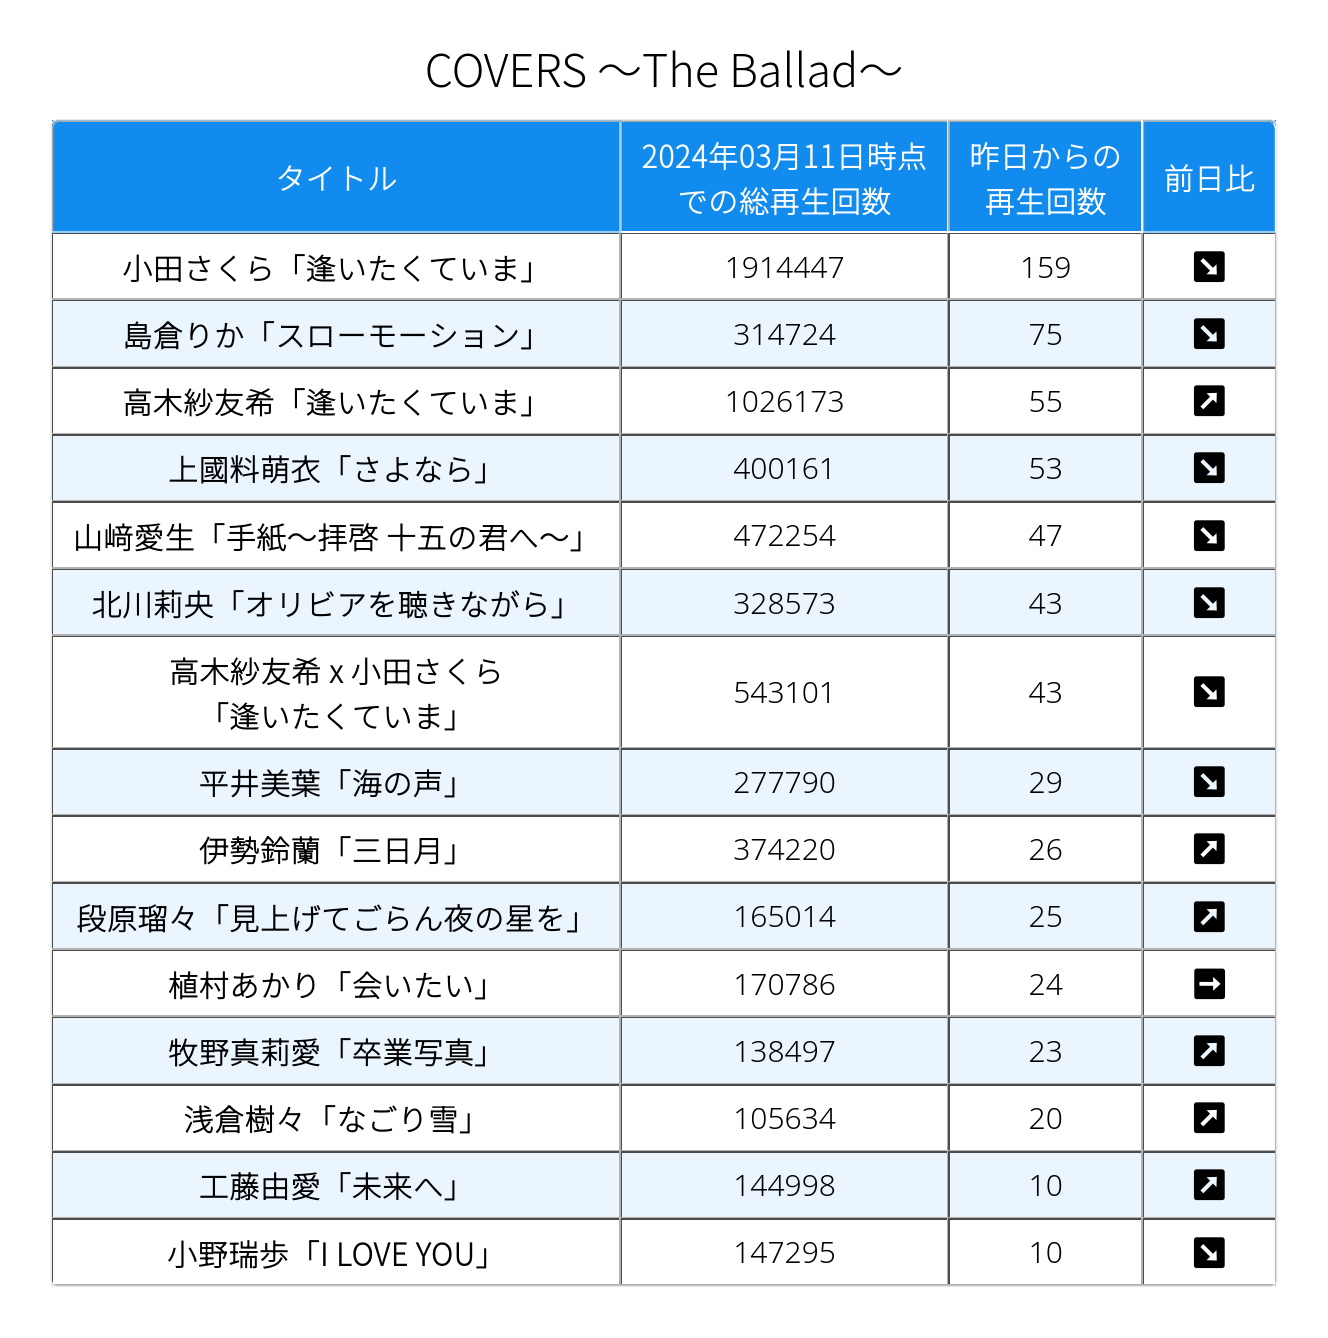 COVERS ～The Ballad～
タイトル
2024年03月11日時点
での総再生回数
昨日からの
再生回数
前日比
小田さくら「逢いたくていま」 1914447 159 ↘
島倉りか「スローモーション」 314724 75 ↘
高木紗友希「逢いたくていま」 1026173 55 ↗
上國料萌衣「さよなら」 400161 53 ↘
山﨑愛生「手紙～拝啓 十五の君へ～」 472254 47 ↘
北川莉央「オリビアを聴きながら」 328573 43 ↘
高木紗友希 x 小田さくら
「逢いたくていま」 543101 43 ↘
平井美葉「海の声」 277790 29 ↘
伊勢鈴蘭「三日月」 374220 26 ↗
段原瑠々「見上げてごらん夜の星を」 165014 25 ↗
植村あかり「会いたい」 170786 24 →
牧野真莉愛「卒業写真」 138497 23 ↗
浅倉樹々「なごり雪」 105634 20 ↗
工藤由愛「未来へ」 144998 10 ↗
小野瑞歩「I LOVE YOU」 147295 10 ↘